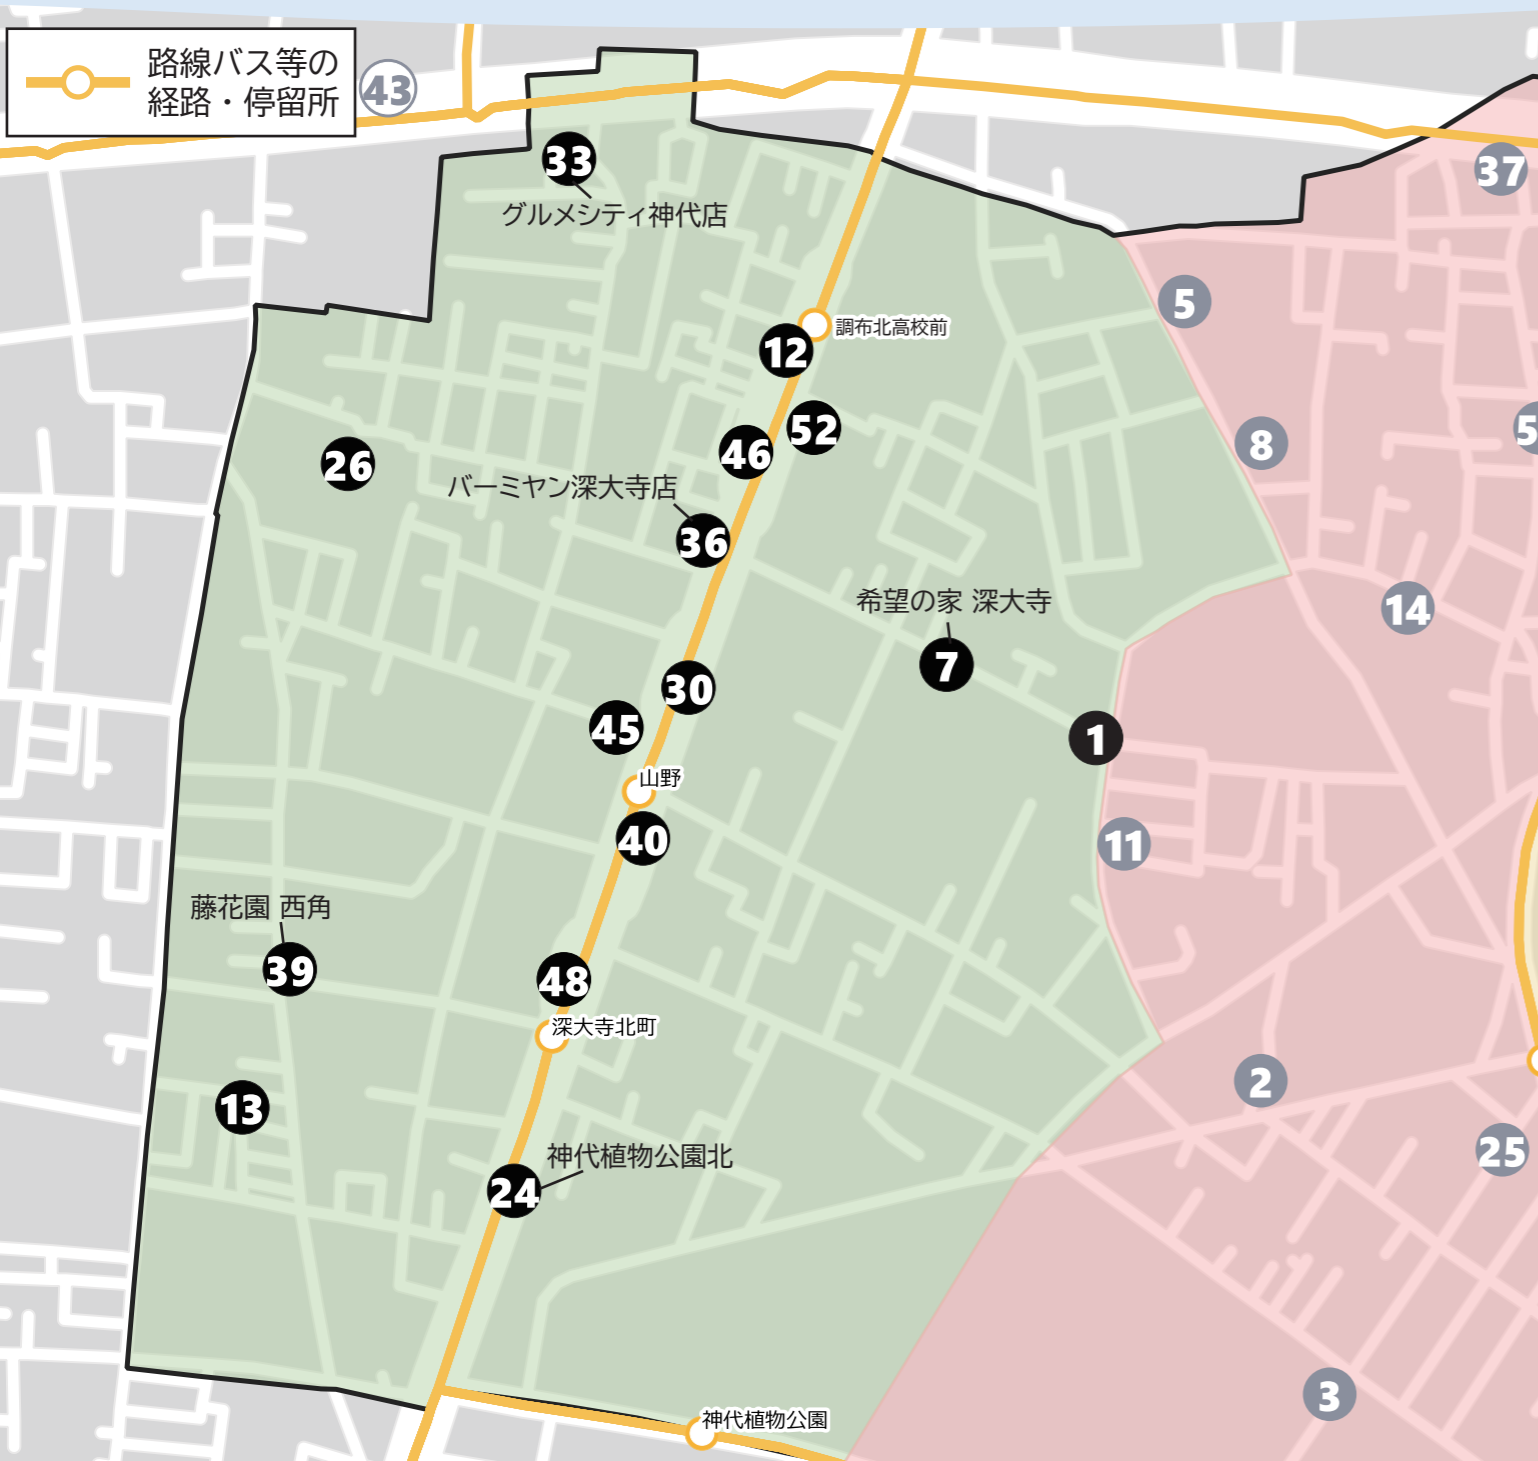 路線バス等の
経路・停留所
43
33
グルメシティ神代店
37
5
調布北高校前
12
52
46
8
26
バーミヤン深大寺店
36
5
希望の家 深大寺
7
14
30
45
1
山野
40
11
藤花園 西角
39
48
深大寺北町
2
13
神代植物公園北
24
25
3
神代植物公園